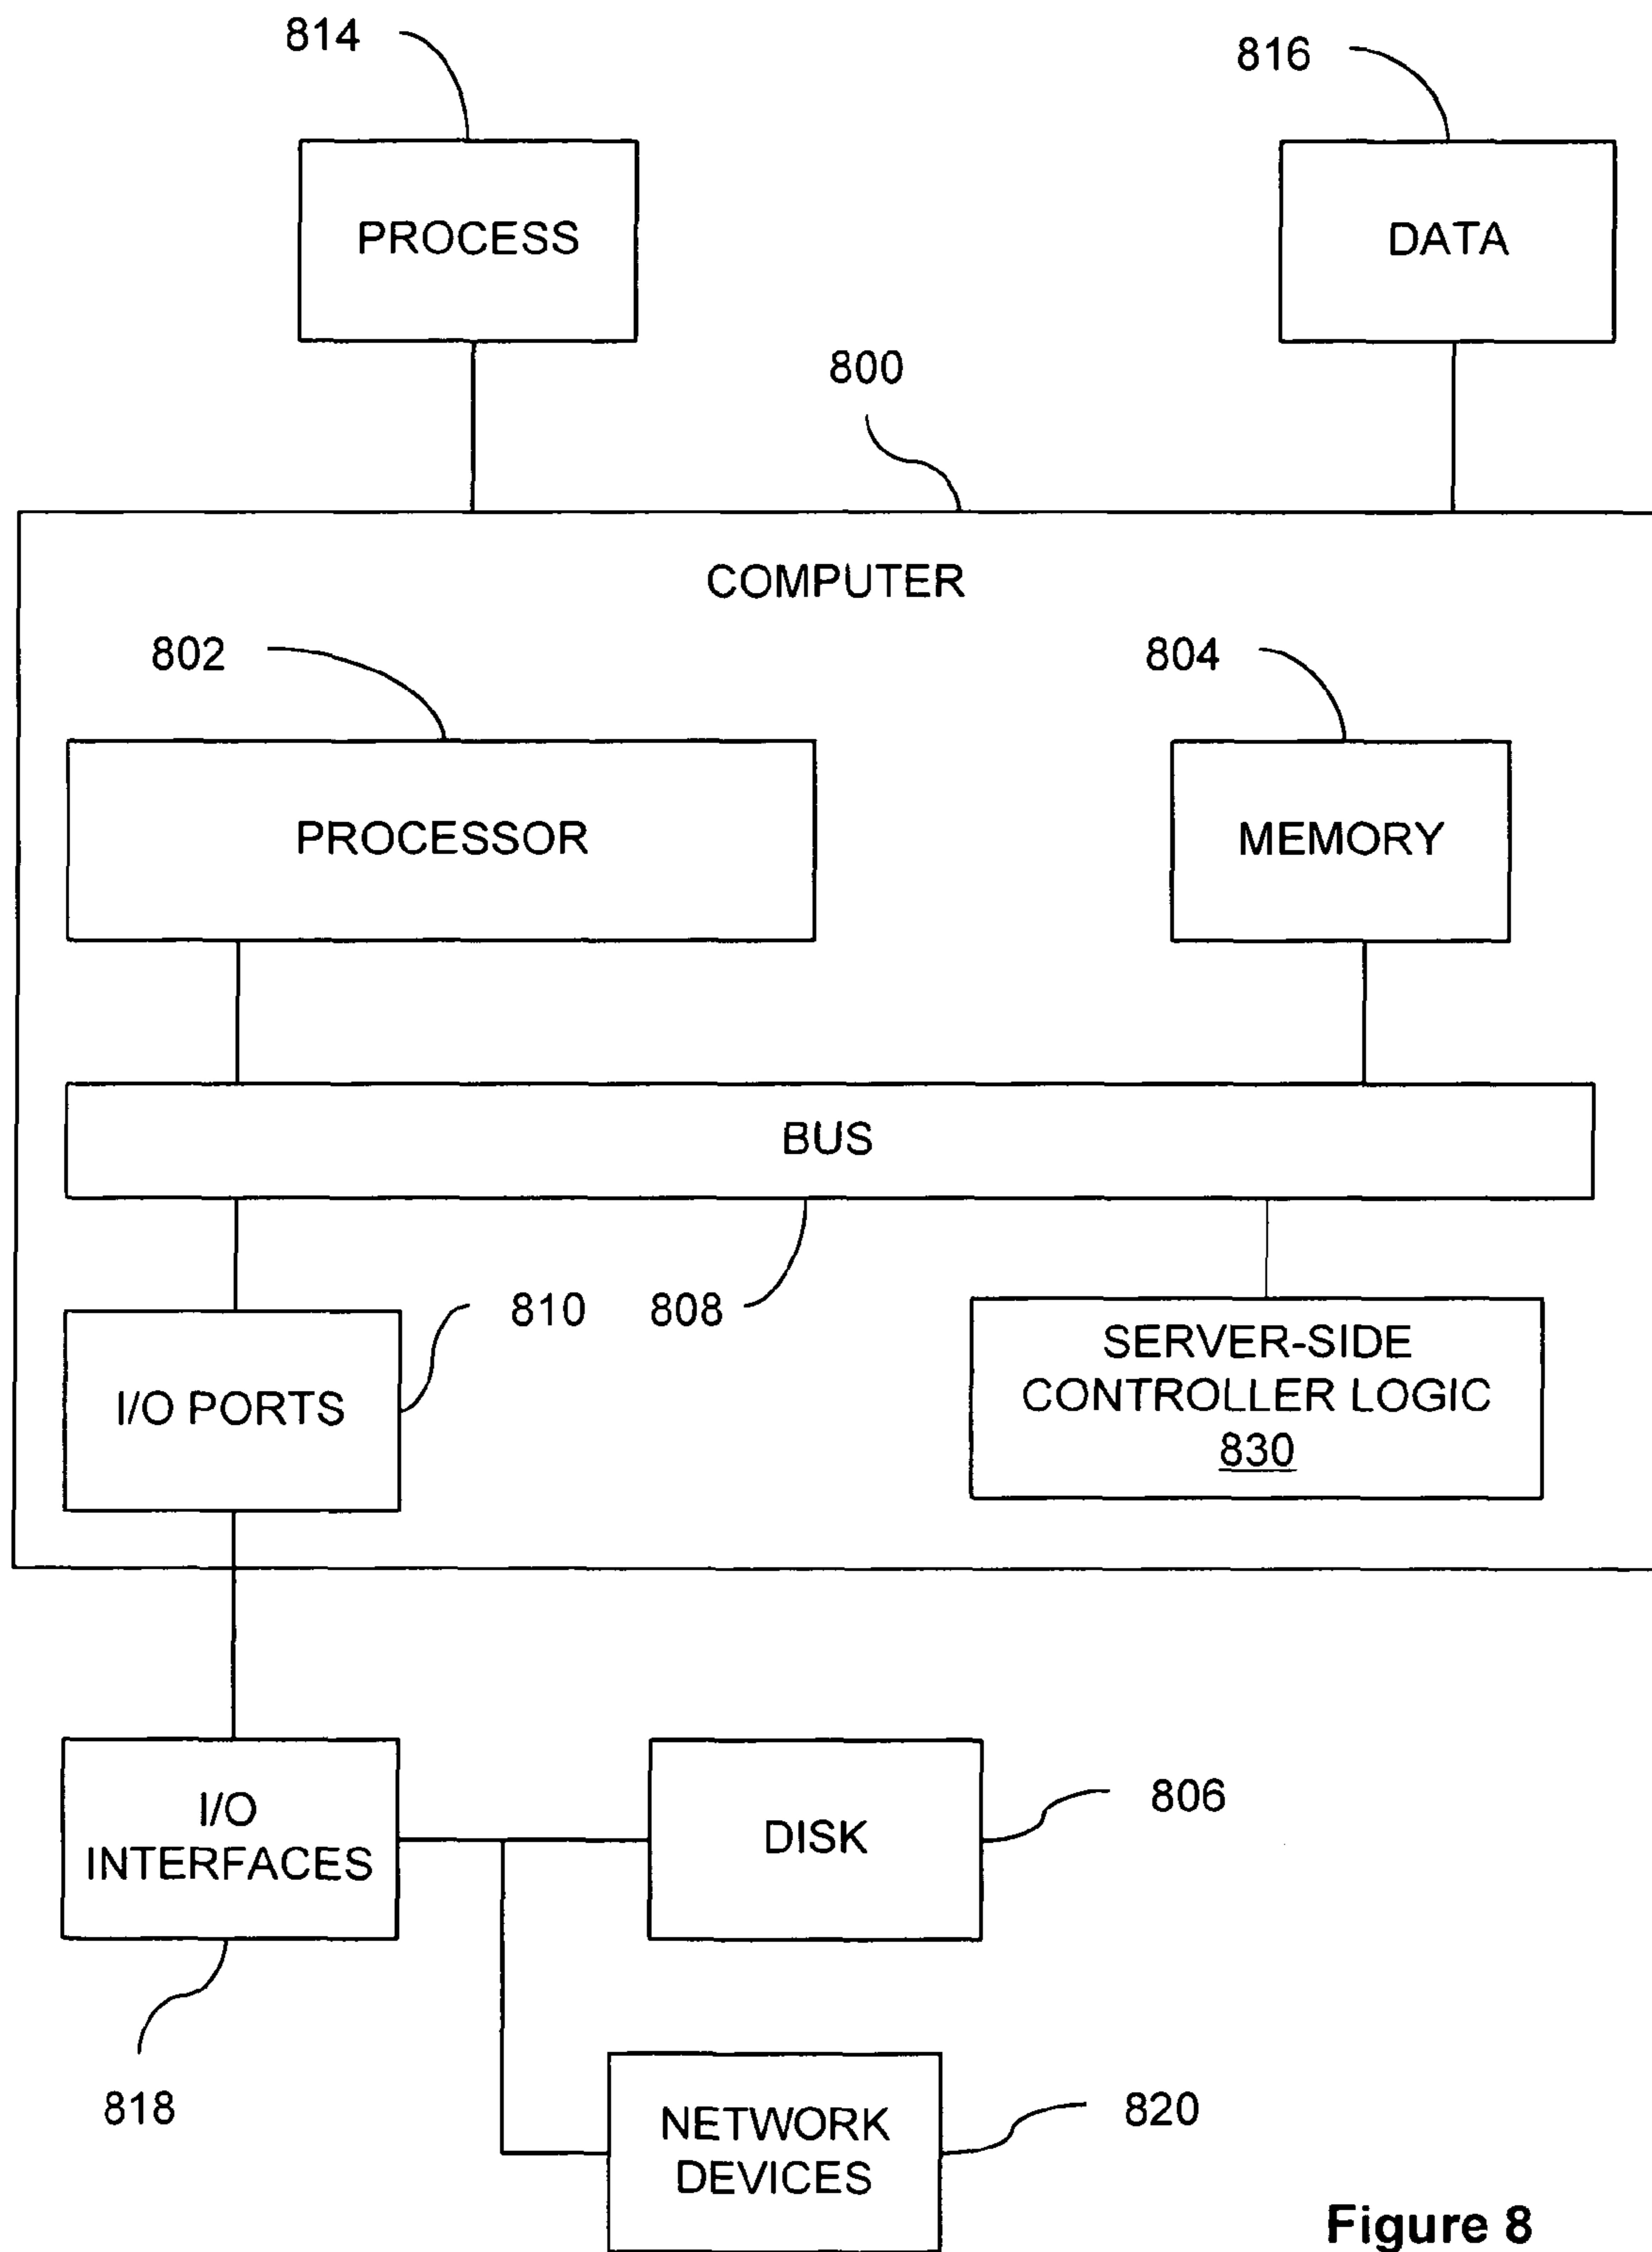 814
816
PROCESS
DATA
800
COMPUTER
802
804
PROCESSOR
MEMORY
BUS
810
808
I/O PORTS
SERVER-SIDE
CONTROLLER LOGIC
830
I/O
INTERFACES
DISK
806
818
NETWORK
DEVICES
820
Figure 8